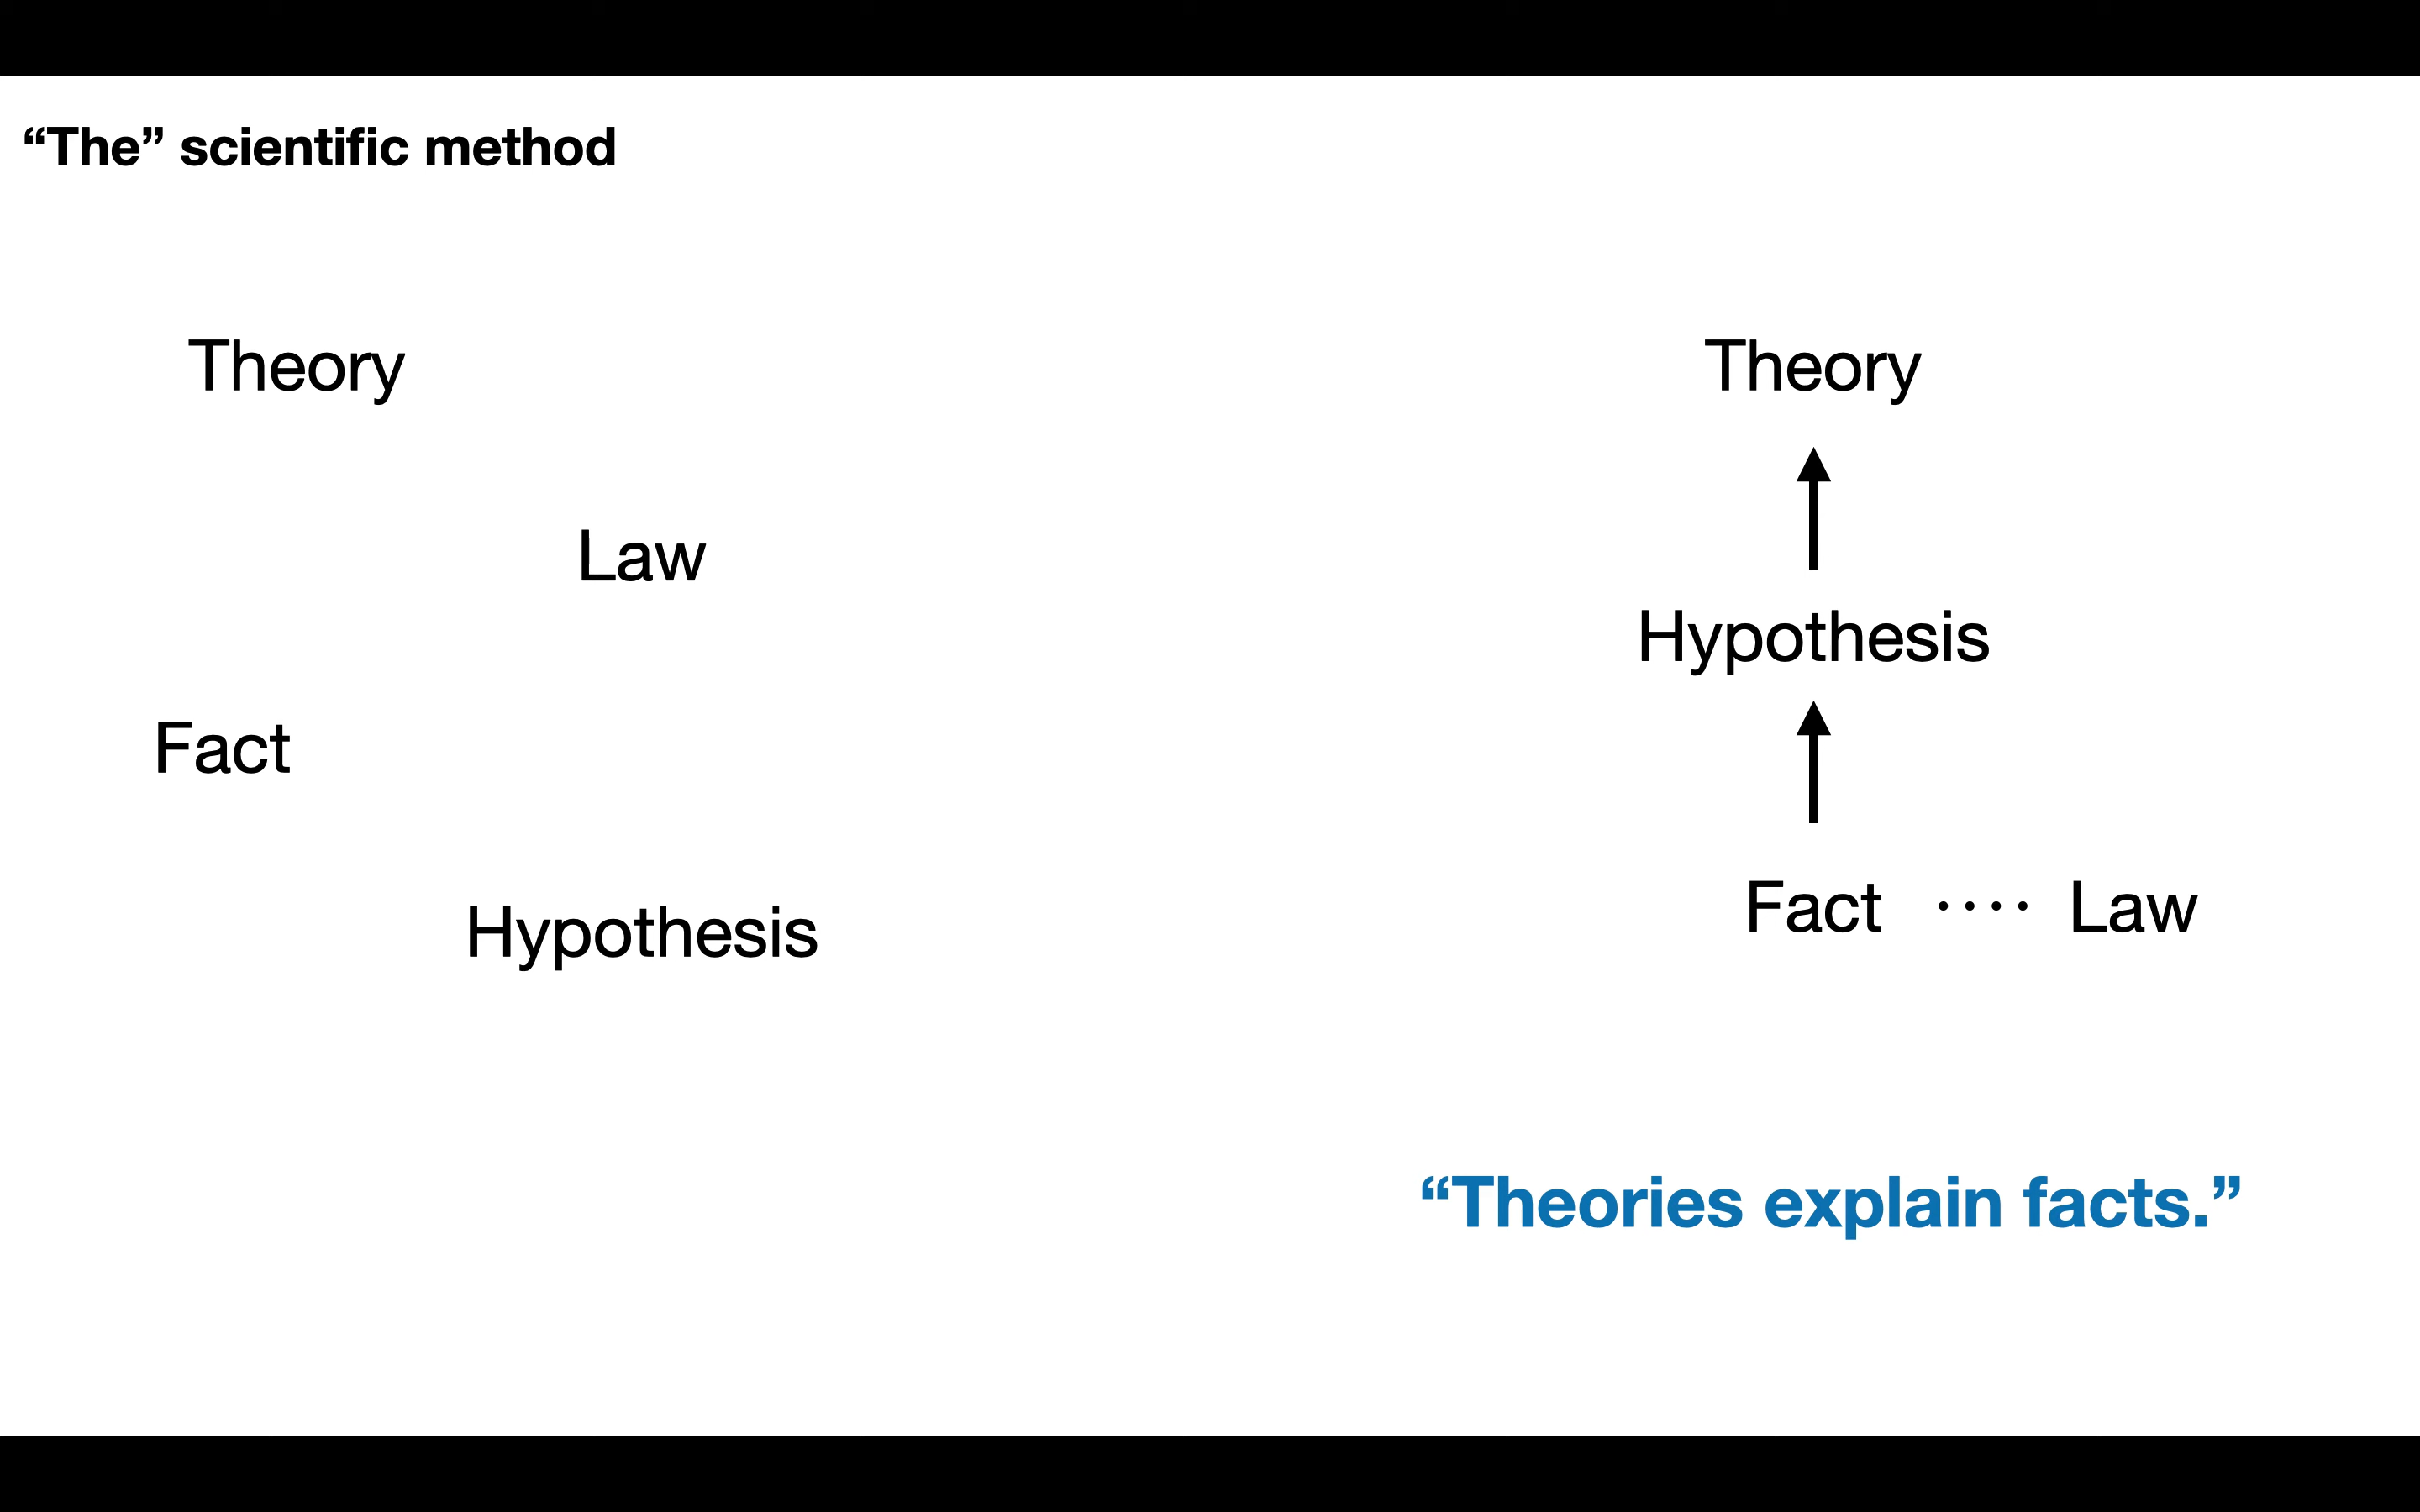 “The” scientific method
Theory
Law
Fact
Hypothesis
Theory
Hypothesis
Fact ···· Law
“Theories explain facts.”